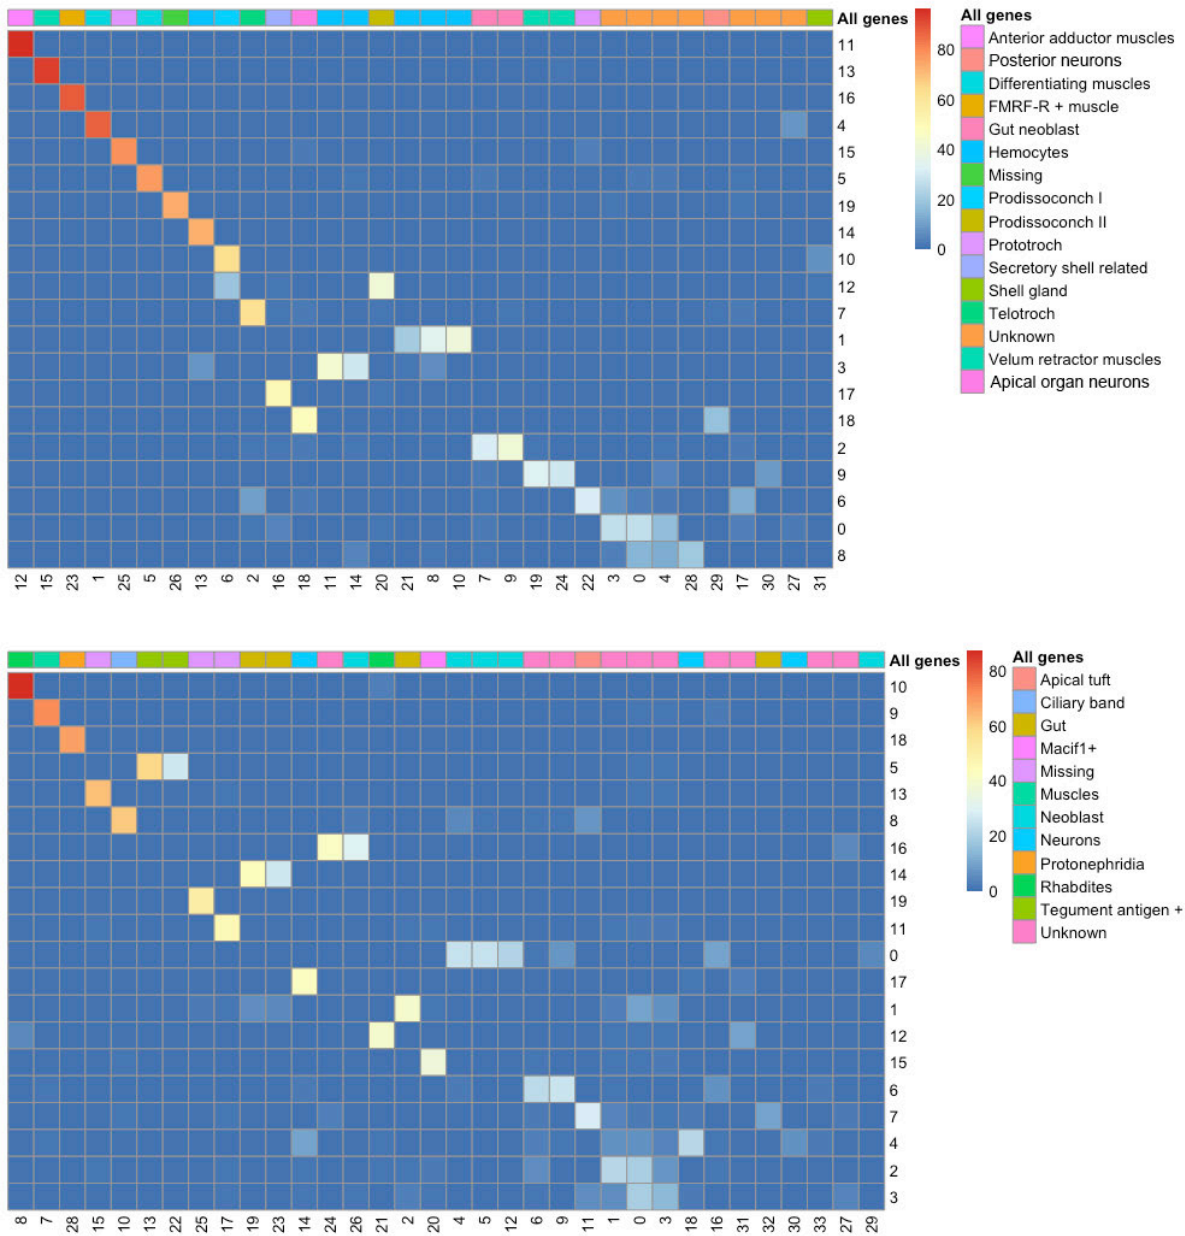 All genes
80
60
40
20
0
All genes
Anterior adductor muscles
Posterior neurons
Differentiating muscles
FMRF-R + muscle
Gut neoblast
Hemocytes
Missing
Prodissoconch I
Prodissoconch II
Prototroch
Secretory shell related
Shell gland
Telotroch
Unknown
Velum retractor muscles
Apical organ neurons
11
13
16
4
15
5
19
14
10
12
7
1
3
17
18
2
9
6
0
8
12 15 23 1 25 5 26 13 6 2 16 18 11 14 20 21 8 10 7 9 19 24 22 3 0 4 28 29 17 30 27 31
All genes
80
60
40
20
0
All genes
Apical tuft
Ciliary band
Gut
Macif1+
Missing
Muscles
Neoblast
Neurons
Protonephridia
Rhabdites
Tegument antigen +
Unknown
10
9
18
5
13
8
16
14
19
11
0
17
1
12
15
6
7
4
2
3
8 7 28 15 10 13 22 25 17 19 23 14 24 26 21 2 20 4 5 12 6 9 11 1 0 3 18 16 31 32 30 33 27 29